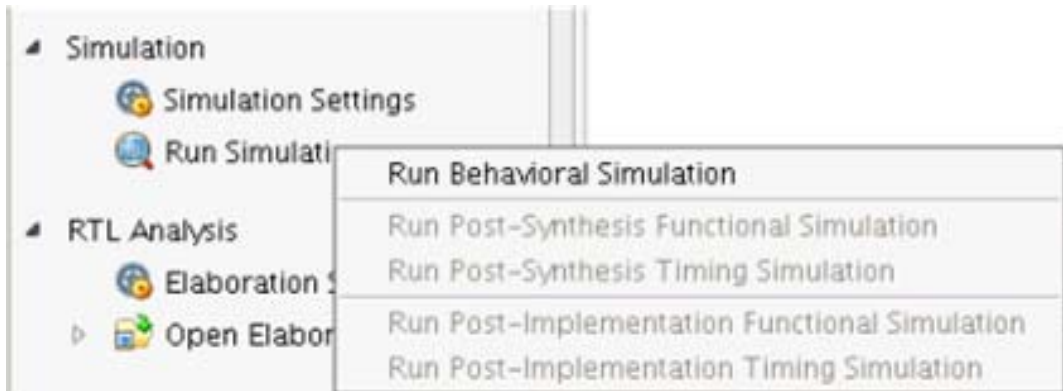 Simulation
Simulation Settings
Run Simulati
Run Behavioral Simulation
Run Post-Synthesis Functional Simulation
Run Post-Synthesis Timing Simulation
Run Post-Implementation Functional Simulation
Run Post-Implementation Timing Simulation
RTL Analysis
Elaboration S
Open Elabor